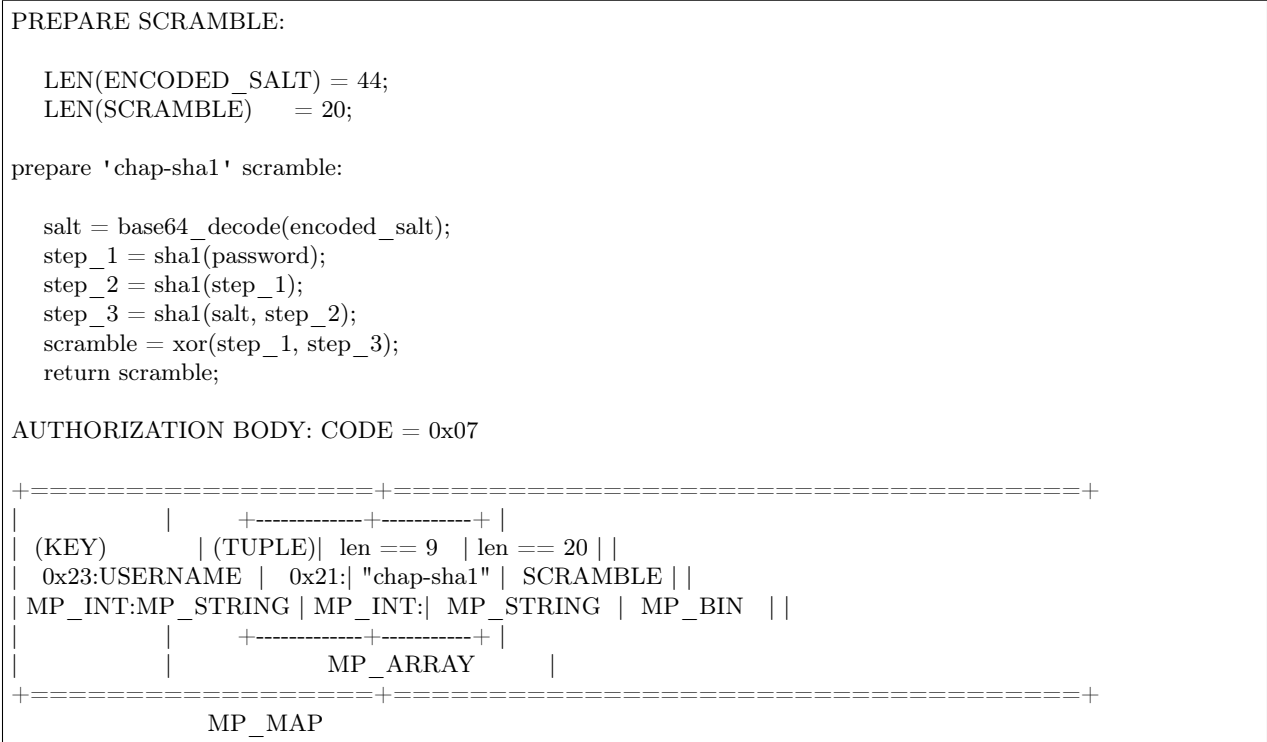 PREPARE SCRAMBLE:
LEN(ENCODED_SALT) = 44;
LEN(SCRAMBLE) = 20;
prepare 'chap-sha1' scramble:
salt = base64_decode(encoded_salt);
step_1 = sha1(password);
step_2 = sha1(step_1);
step_3 = sha1(salt, step_2);
scramble = xor(step_1, step_3);
return scramble;
AUTHORIZATION BODY: CODE = 0x07
+==================+====================================+
| | +-------------+-----------+ |
| (KEY) | (TUPLE)| len == 9 | len == 20 | |
| 0x23:USERNAME | 0x21:| "chap-sha1" | SCRAMBLE | |
| MP_INT:MP_STRING | MP_INT:| MP_STRING | MP_BIN | |
| | +-------------+-----------+ |
| | MP_ARRAY |
+==================+====================================+
MP_MAP